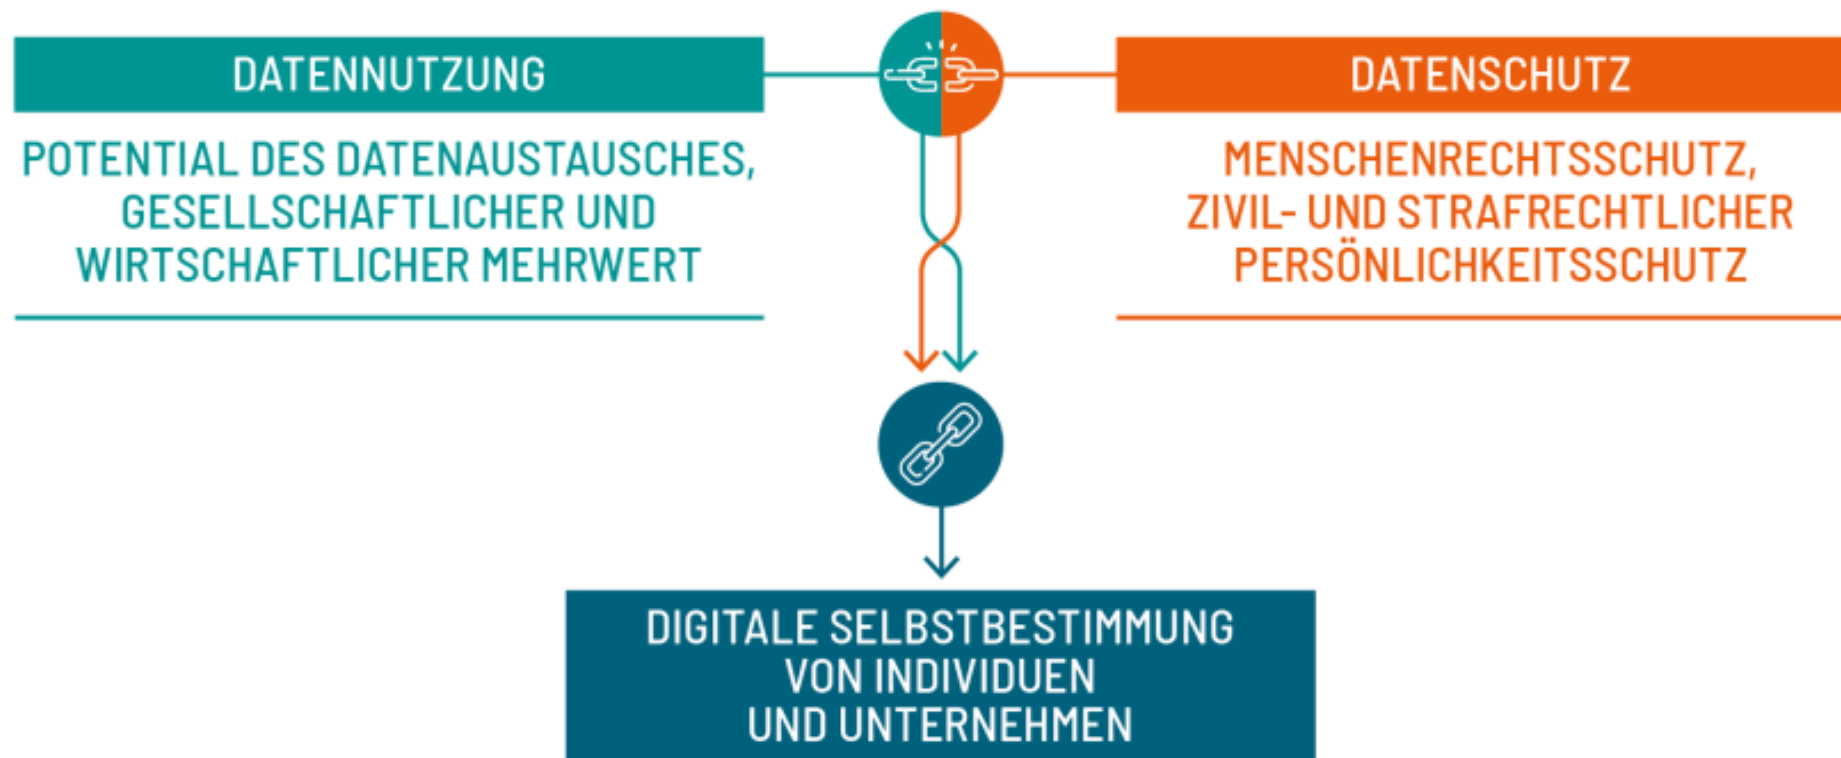 DATENNUTZUNG
POTENTIAL DES DATENAUSTAUSCHES,
GESELLSCHAFTLICHER UND
WIRTSCHAFTLICHER MEHRWERT
DATENSCHUTZ
MENSCHENRECHTSSCHUTZ,
ZIVIL- UND STRAFRECHTLICHER
PERSÖNLICHKEITSSCHUTZ
DIGITALE SELBSTBESTIMMUNG
VON INDIVIDUEN
UND UNTERNEHMEN